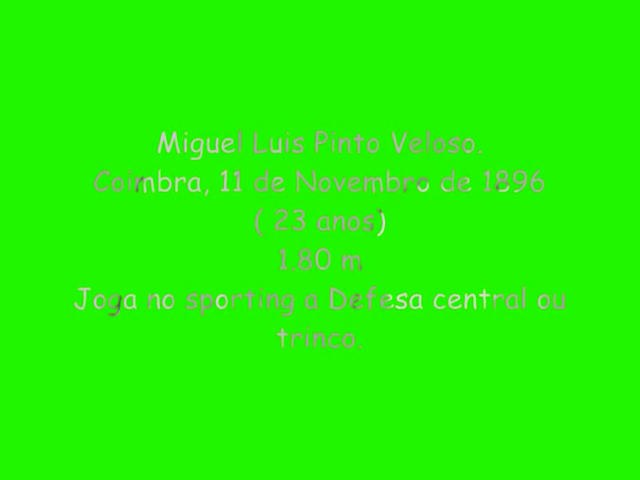 Miguel Luis Pinto Veloso.
Coimbra, 11 de Novembro de 1896
( 23 anos)
1.80 m
Joga no sporting a Defesa central ou
trinco.